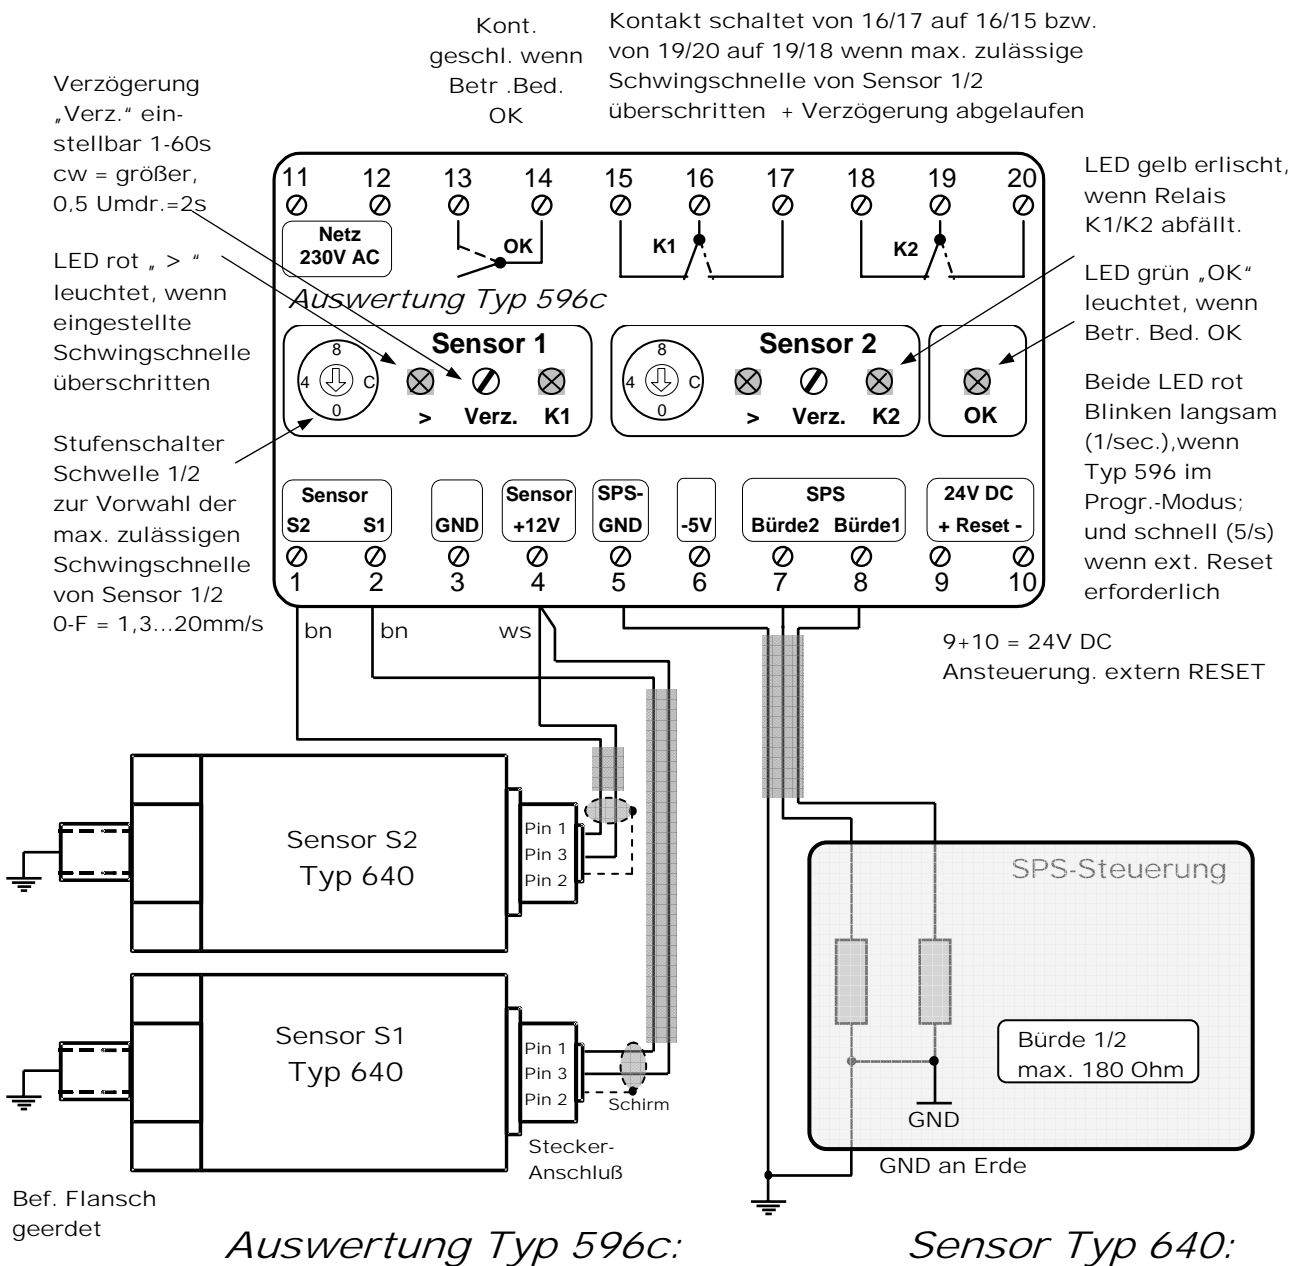 Kont.
geschl. wenn
Betr .Bed.
OK
Kontakt schaltet von 16/17 auf 16/15 bzw.
von 19/20 auf 19/18 wenn max. zulässige
Schwingschnelle von Sensor 1/2
überschritten + Verzögerung abgelaufen
Verzögerung
„Verz.“ ein-
stellbar 1-60s
cw = größer,
0,5 Umdr.=2s
LED rot „ > “
leuchtet, wenn
eingestellte
Schwingschnelle
überschritten
Stufenschalter
Schwelle 1/2
zur Vorwahl der
max. zulässigen
Schwingschnelle
von Sensor 1/2
0-F = 1,3...20mm/s
11 12 13 14 15 16 17 18 19 20
Netz
230V AC
OK
K1
K2
Auswertung Typ 596c
Sensor 1
8
4 C
0
> Verz. K1
Sensor 2
8
4 C
0
> Verz. K2
OK
Sensor
S2 S1
GND
Sensor
+12V
SPS-
GND
-5V
SPS
Bürde2 Bürde1
24V DC
+ Reset -
1 2 3 4 5 6 7 8 9 10
LED gelb erlischt,
wenn Relais
K1/K2 abfällt.
LED grün „OK“
leuchtet, wenn
Betr. Bed. OK
Beide LED rot
Blinken langsam
(1/sec.),wenn
Typ 596 im
Progr.-Modus;
und schnell (5/s)
wenn ext. Reset
erforderlich
9+10 = 24V DC
Ansteuerung. extern RESET
bn bn ws
Sensor S2
Typ 640
Pin 1
Pin 3
Pin 2
Sensor S1
Typ 640
Pin 1
Pin 3
Pin 2
Schirm
Stecker-
Anschluß
SPS-Steuerung
Bürde 1/2
max. 180 Ohm
GND
GND an Erde
Bef. Flansch
geerdet
Auswertung Typ 596c:
Sensor Typ 640: